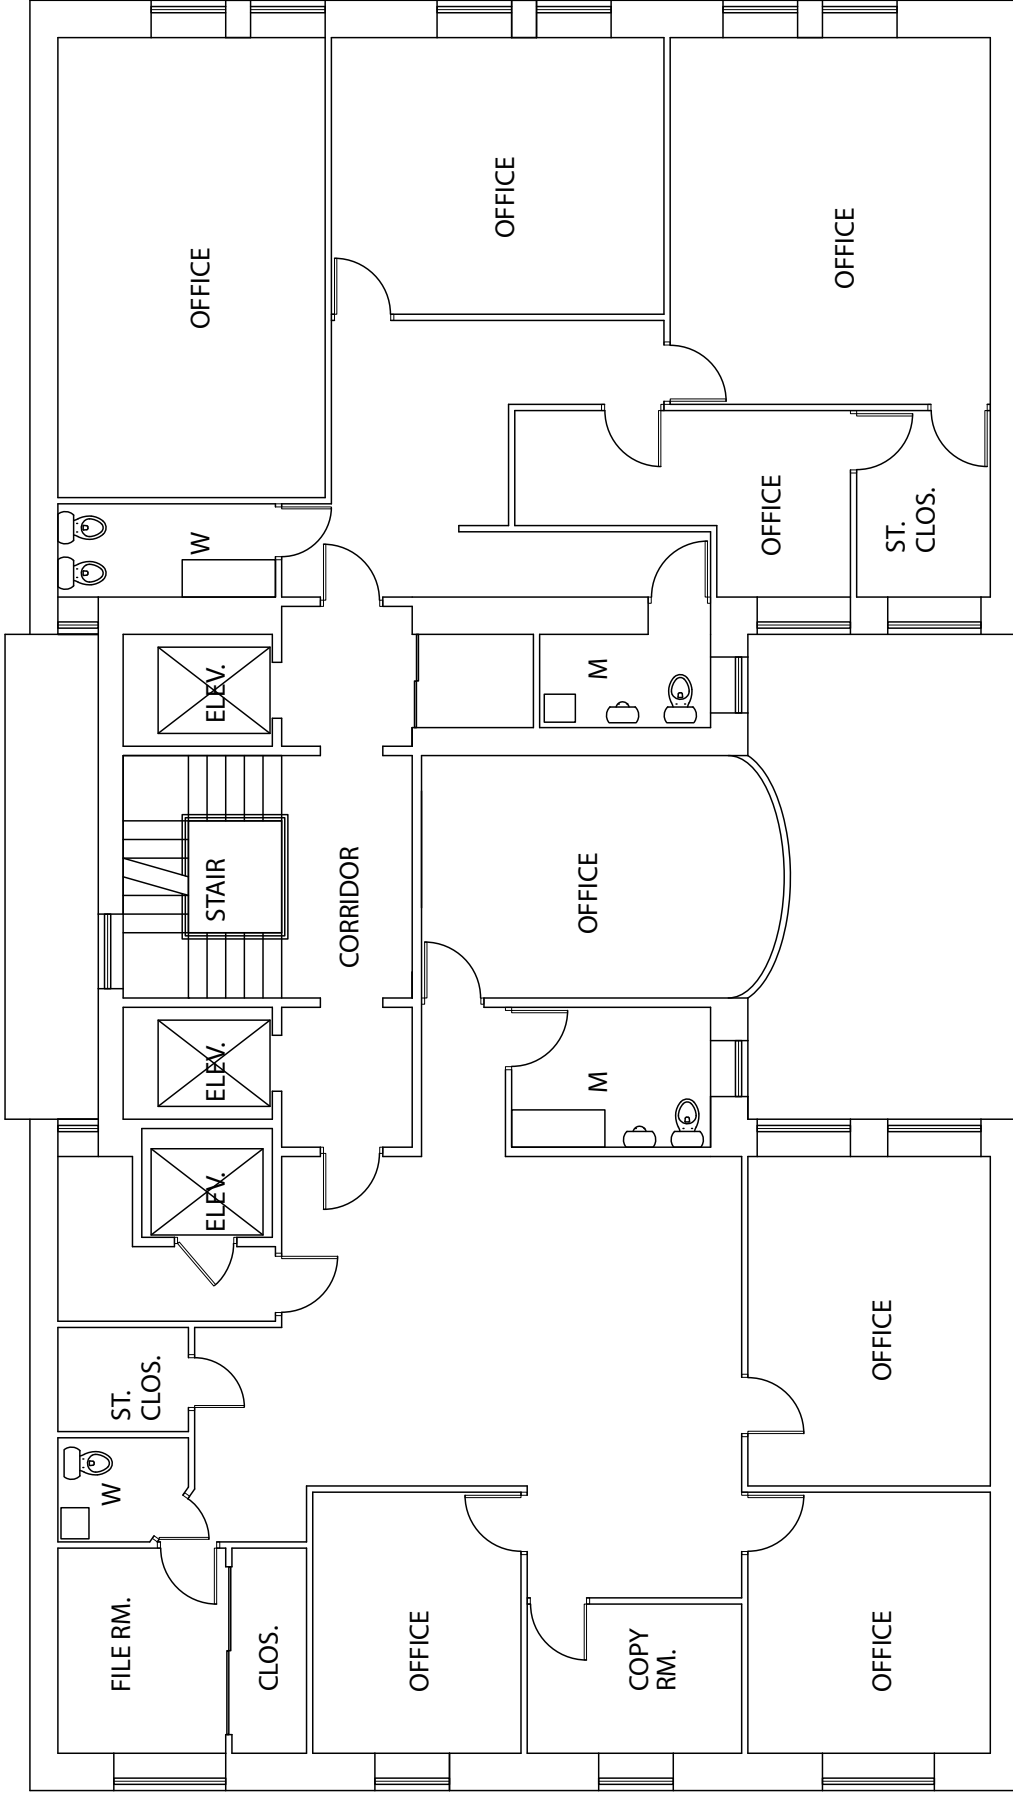 OFFICE
OFFICE
OFFICE
W
OFFICE
ST.
CLOS.
ELEV.
M
STAIR
CORRIDOR
OFFICE
ELEV.
M
ELEV.
ST.
CLOS.
OFFICE
W
FILE RM.
CLOS.
OFFICE
COPY
RM.
OFFICE